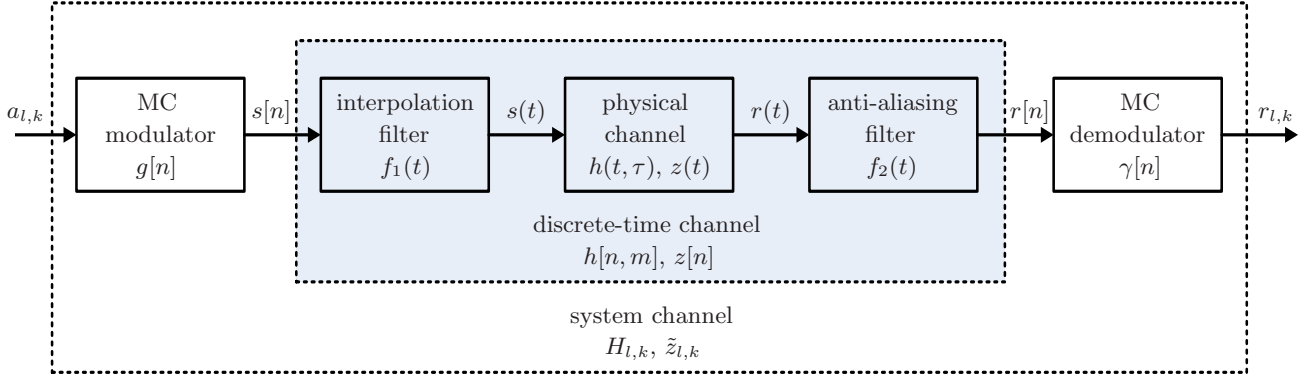 a_{l,k}
MC
modulator
g[n]
s[n]
interpolation
filter
f_1(t)
s(t)
physical
channel
h(t, τ), z(t)
r(t)
anti-aliasing
filter
f_2(t)
r[n]
MC
demodulator
γ[n]
r_{l,k}
discrete-time channel
h[n, m], z[n]
system channel
H_{l,k}, z̃_{l,k}